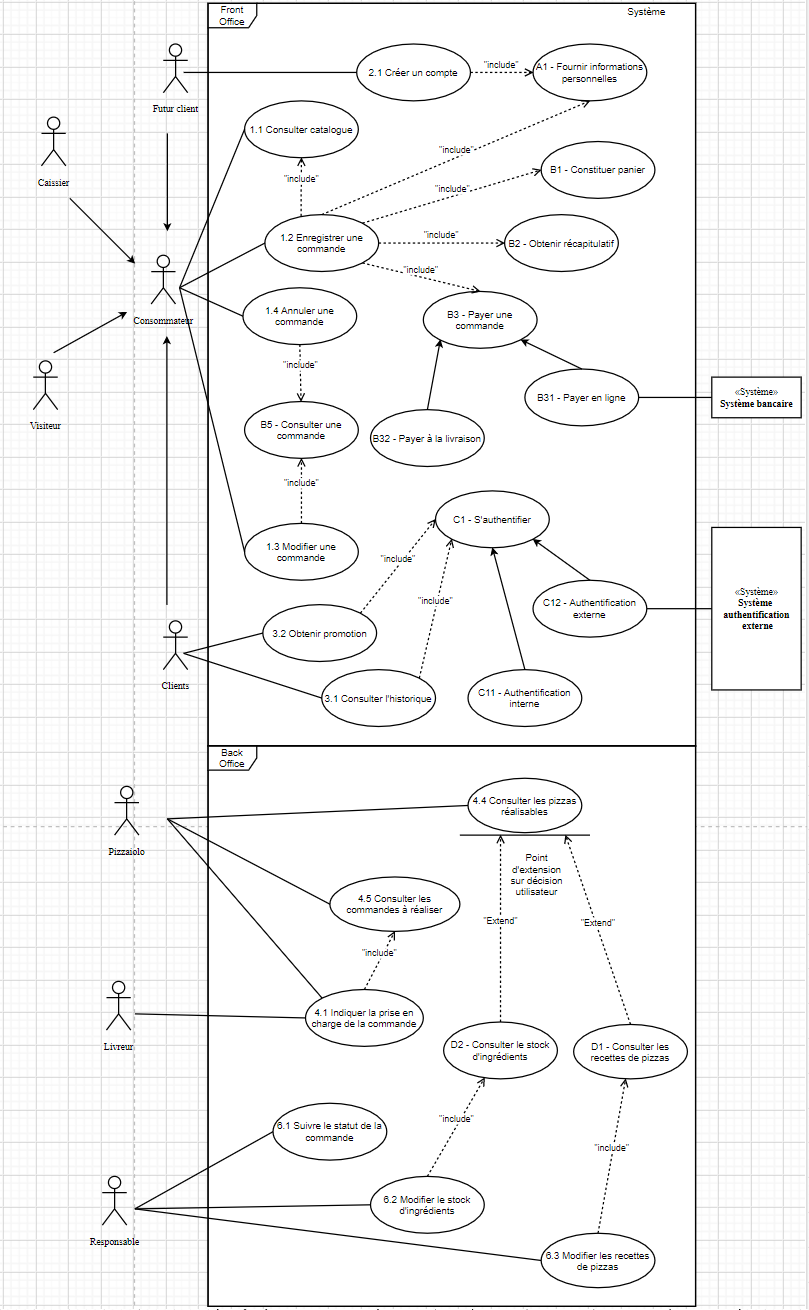 Front
Office
Système
Futur client
2.1 Créer un compte
"include"
A1 - Fournir informations
personnelles
Caissier
1.1 Consulter catalogue
"include"
"include"
B1 - Constituer panier
"include"
1.2 Enregistrer une
commande
"include"
B2 - Obtenir récapitulatif
"include"
Consommateur
1.4 Annuler une
commande
B3 - Payer une
commande
"include"
Visiteur
B31 - Payer en ligne
«Système»
Système bancaire
B5 - Consulter une
commande
B32 - Payer à la livraison
"include"
C1 - S'authentifier
1.3 Modifier une
commande
"include"
"include"
C12 - Authentification
externe
«Système»
Système
authentification
externe
3.2 Obtenir promotion
Clients
3.1 Consulter l'historique
C11 - Authentification
interne
Back
Office
4.4 Consulter les pizzas
réalisables
Pizzaiolo
Point
d'extension
sur décision
utilisateur
4.5 Consulter les
commandes à réaliser
"Extend"
"Extend"
"include"
4.1 Indiquer la prise en
charge de la commande
Livreur
D2 - Consulter le stock
d'ingrédients
D1 - Consulter les
recettes de pizzas
6.1 Suivre le statut de la
commande
"include"
"include"
6.2 Modifier le stock
d'ingrédients
Responsable
6.3 Modifier les recettes
de pizzas